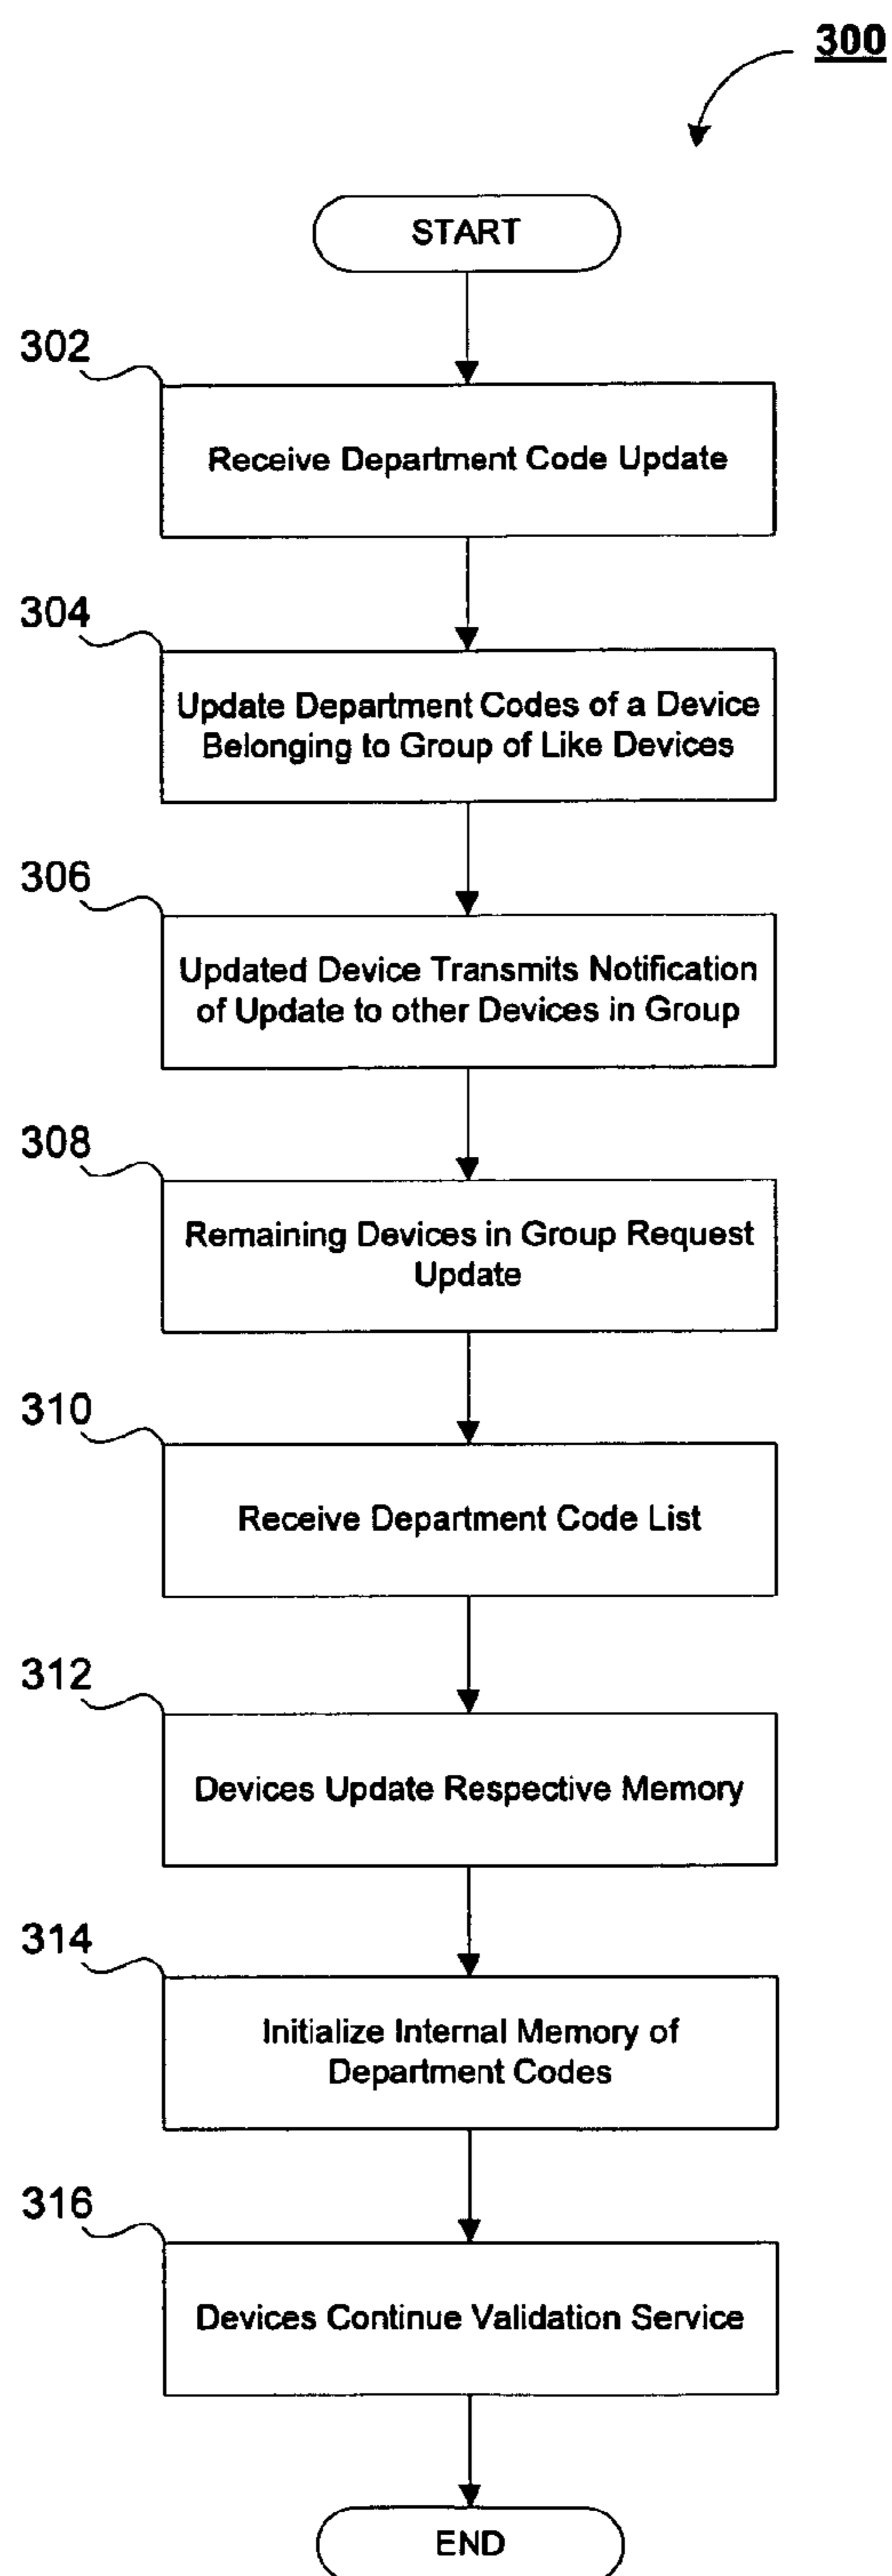 300
START
302
Receive Department Code Update
304
Update Department Codes of a Device
Belonging to Group of Like Devices
306
Updated Device Transmits Notification
of Update to other Devices in Group
308
Remaining Devices in Group Request
Update
310
Receive Department Code List
312
Devices Update Respective Memory
314
Initialize Internal Memory of
Department Codes
316
Devices Continue Validation Service
END